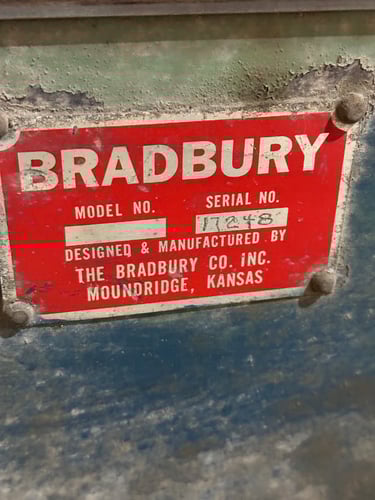 BRADBURY
MODEL NO. SERIAL NO.
17248
DESIGNED & MANUFACTURED BY
THE BRADBURY CO. INC.
MOUNDRIDGE, KANSAS